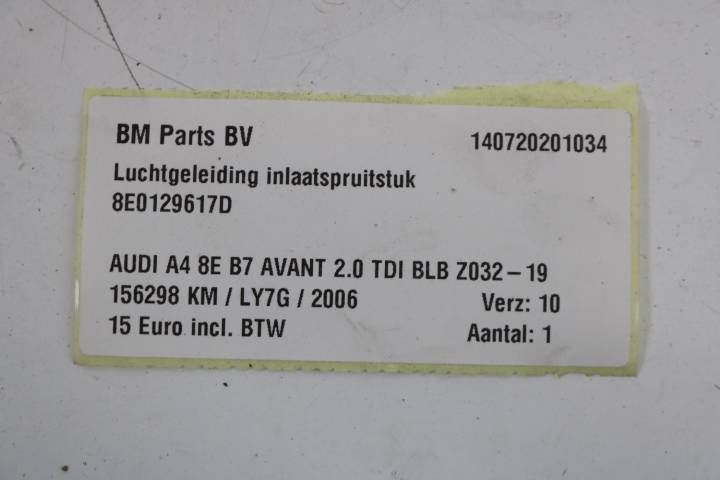 BM Parts BV 140720201034
Luchtgeleiding inlaatspruitstuk
8E0129617D
AUDI A4 8E B7 AVANT 2.0 TDI BLB Z032-19
156298 KM / LY7G / 2006 Verz: 10
15 Euro incl. BTW Aantal: 1